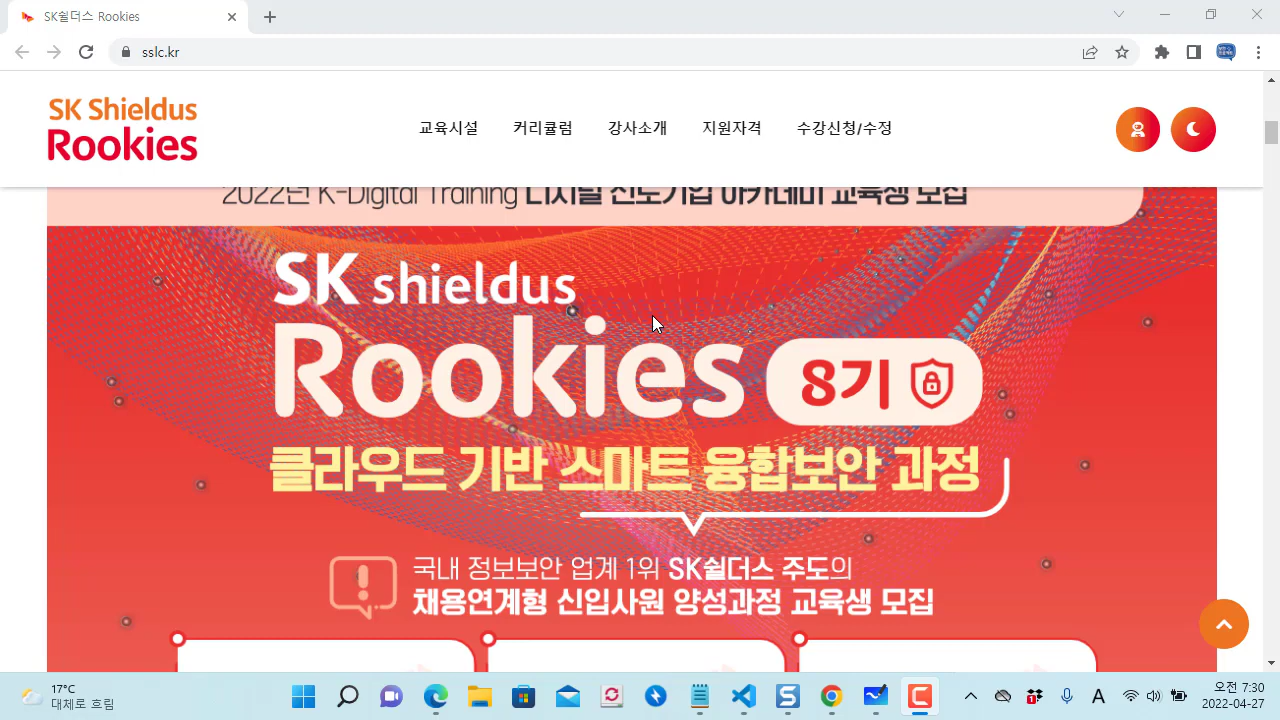 SK쉴더스 Rookies
sslc.kr
SK Shieldus
Rookies
교육시설 커리큘럼 강사소개 지원자격 수강신청/수정
2022년 K-Digital Training 디지털 선도기업 아카데미 교육생 모집
SK shieldus
Rookies 8기
클라우드 기반 스마트 융합보안 과정
국내 정보보안 업계 1위 SK쉴더스 주도의
채용연계형 신입사원 양성과정 교육생 모집
17°C
대체로 흐림
A
오전 7:30
2022-04-27